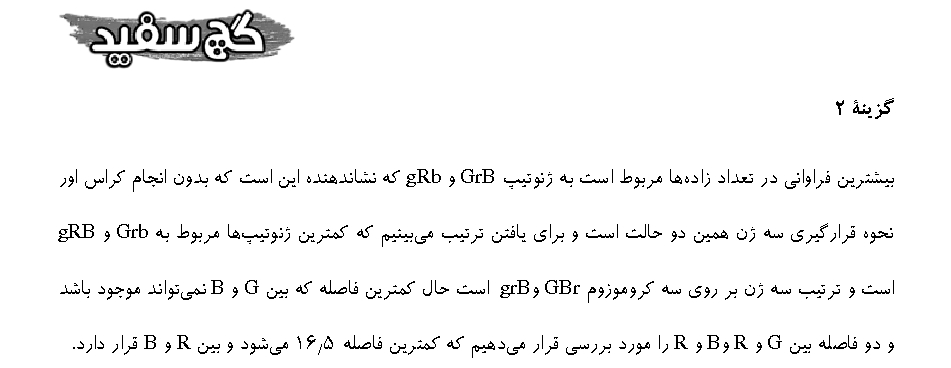 گچ سفید
گزینهٔ ۲
بیشترین فراوانی در تعداد زاده‌ها مربوط است به ژنوتیپ GrB و gRb که نشاندهنده این است که بدون انجام کراس اور
نحوه قرارگیری سه ژن همین دو حالت است و برای یافتن ترتیب می‌بینیم که کمترین ژنوتیپ‌ها مربوط به Grb و gRB
است و ترتیب سه ژن بر روی سه کروموزوم GBr وgrB است حال کمترین فاصله که بین G و B نمی‌تواند موجود باشد
و دو فاصله بین G و R وB و R را مورد بررسی قرار می‌دهیم که کمترین فاصله ۱۶٫۵ می‌شود و بین R و B قرار دارد.